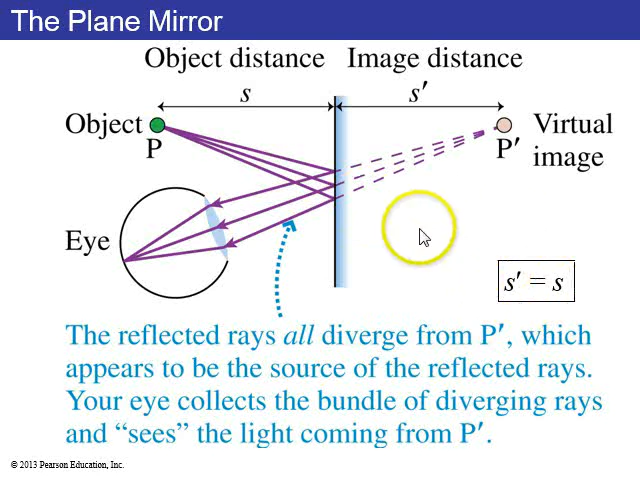 The Plane Mirror
Object distance Image distance
s s′
Object Virtual
P P′ image
Eye
s′ = s
The reflected rays all diverge from P′, which
appears to be the source of the reflected rays.
Your eye collects the bundle of diverging rays
and “sees” the light coming from P′.
© 2013 Pearson Education, Inc.